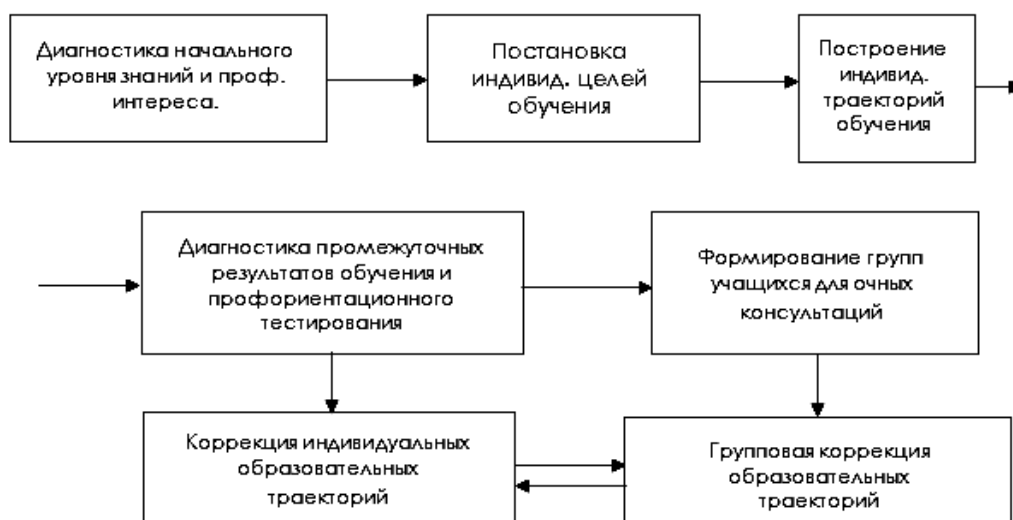 Диагностика начального
уровня знаний и проф.
интереса.
Постановка
индивид. целей
обучения
Построение
индивид.
траекторий
обучения
Диагностика промежуточных
результатов обучения и
профориентационного
тестирования
Формирование групп
учащихся для очных
консультаций
Коррекция индивидуальных
образовательных
траекторий
Групповая коррекция
образовательных
траекторий